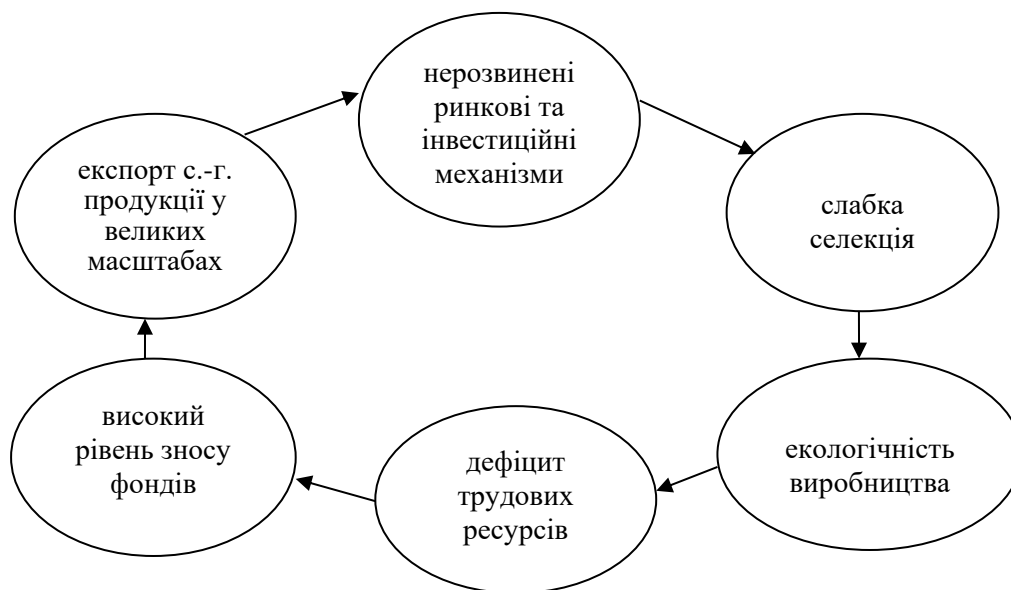 нерозвинені
ринкові та
інвестиційні
механізми
слабка
селекція
екологічність
виробництва
дефіцит
трудових
ресурсів
високий
рівень зносу
фондів
експорт с.-г.
продукції у
великих
масштабах